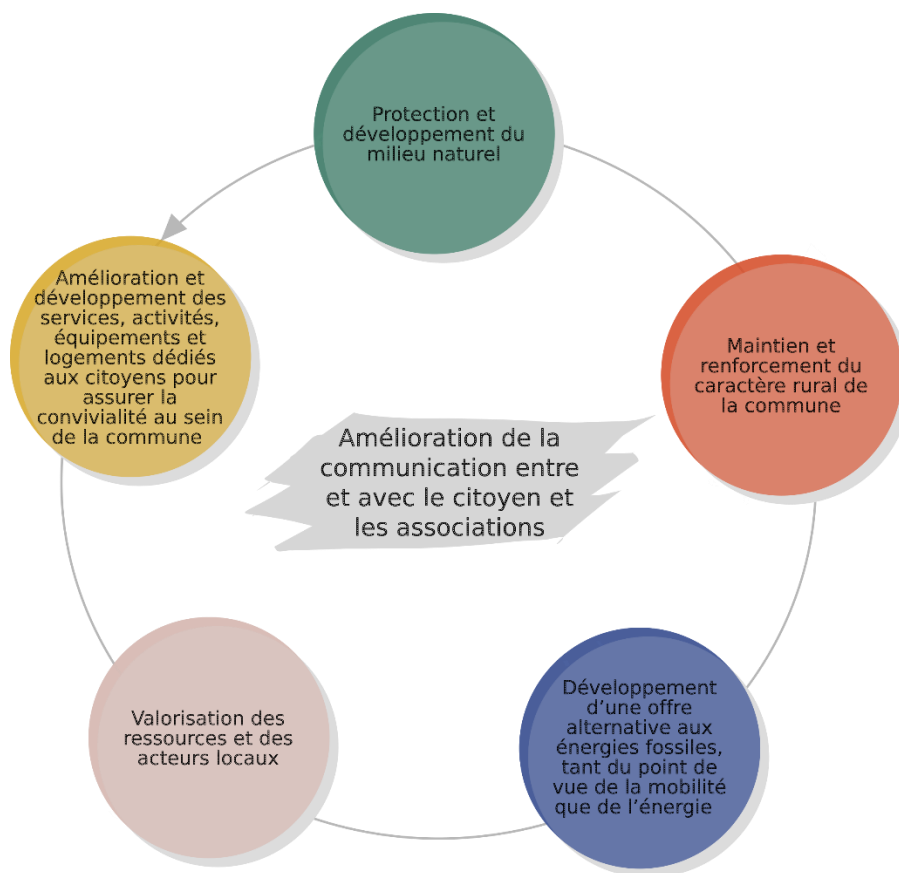 Protection et
développement du
milieu naturel
Amélioration et
développement des
services, activités,
équipements et
logements dédiés
aux citoyens pour
assurer la
convivialité au sein
de la commune
Maintien et
renforcement du
caractère rural de
la commune
Amélioration de la
communication entre
et avec le citoyen et
les associations
Valorisation des
ressources et des
acteurs locaux
Développement
d’une offre
alternative aux
énergies fossiles,
tant du point de
vue de la mobilité
que de l’énergie